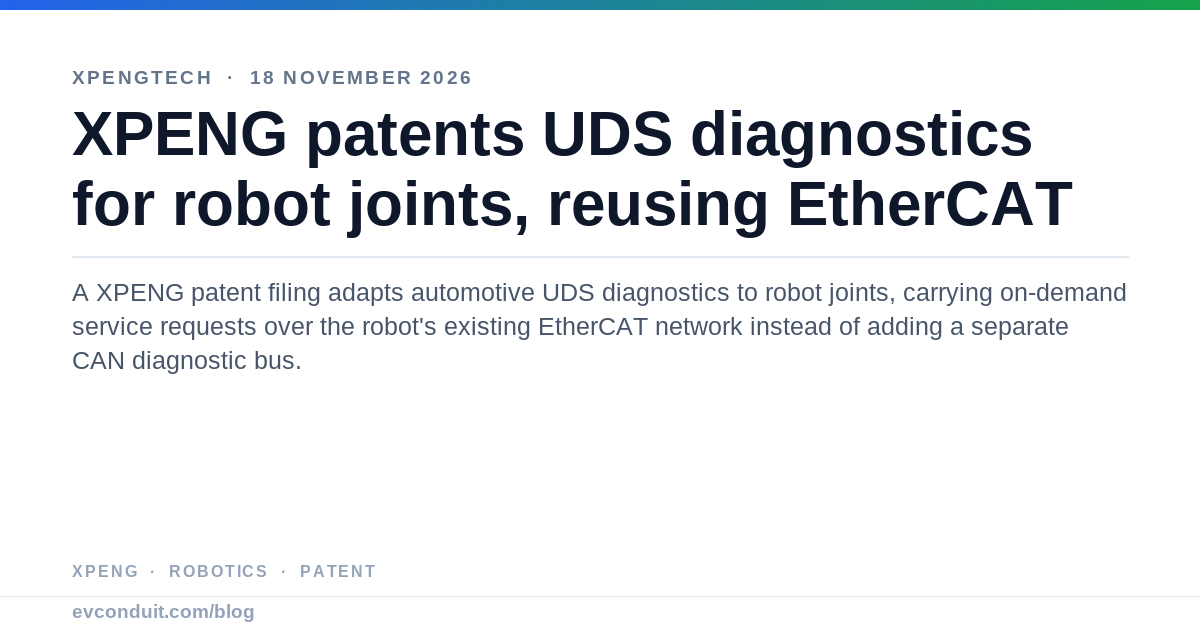 XPENGTECH · 18 NOVEMBER 2026
XPENG patents UDS diagnostics
for robot joints, reusing EtherCAT
A XPENG patent filing adapts automotive UDS diagnostics to robot joints, carrying on-demand
service requests over the robot's existing EtherCAT network instead of adding a separate
CAN diagnostic bus.
XPENG · ROBOTICS · PATENT
evconduit.com/blog